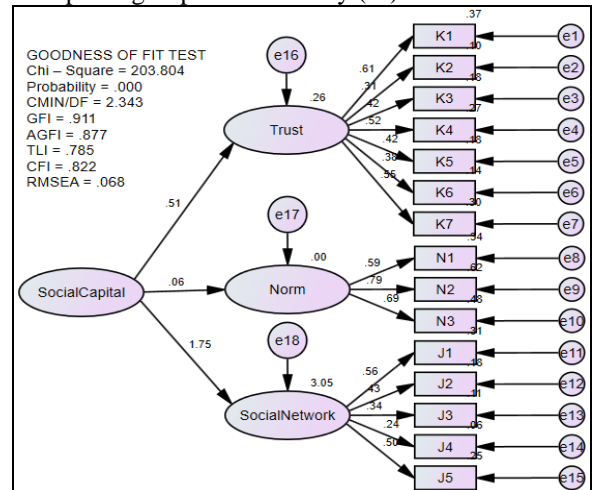 GOODNESS OF FIT TEST
Chi – Square = 203.804
Probability = .000
CMIN/DF = 2.343
GFI = .911
AGFI = .877
TLI = .785
CFI = .822
RMSEA = .068
e16
.26
Trust
.51
.61
.31
.42
.52
.42
.38
.55
.37
K1
e1
.10
K2
e2
.18
K3
e3
.27
K4
e4
.18
K5
e5
.14
K6
e6
.30
K7
e7
SocialCapital
.06
e17
.00
Norm
.59
.79
.69
.34
N1
e8
.62
N2
e9
.48
N3
e10
1.75
e18
3.05
SocialNetwork
.56
.43
.34
.24
.50
.31
J1
e11
.18
J2
e12
.11
J3
e13
.06
J4
e14
.25
J5
e15